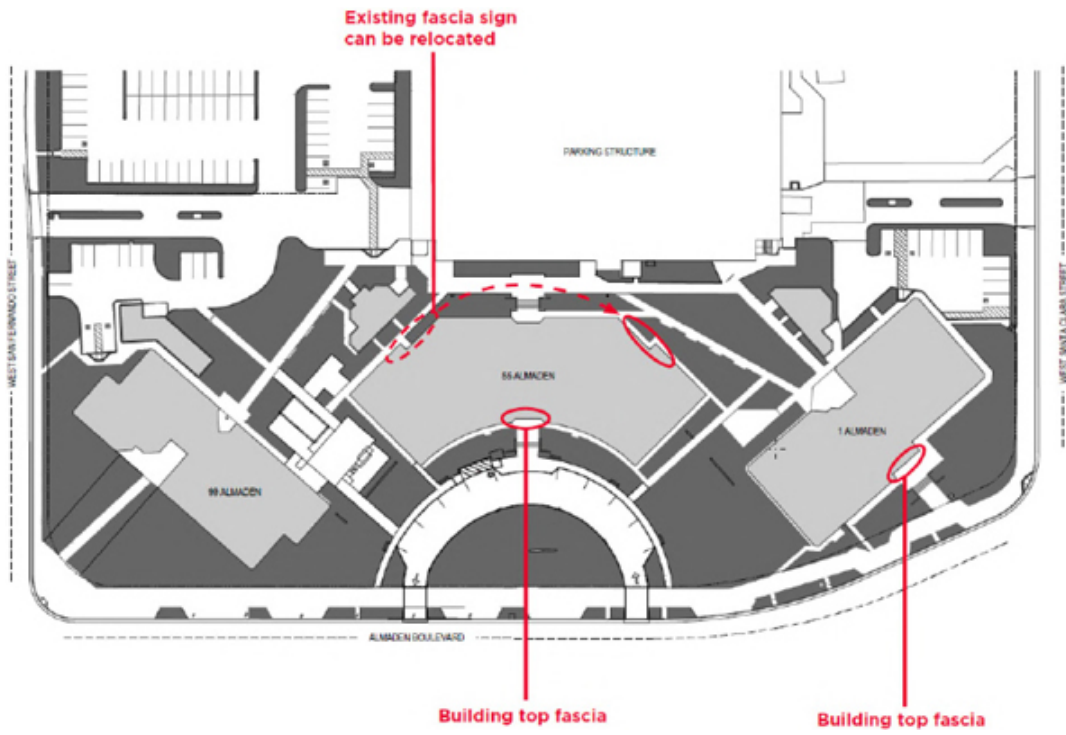 Existing fascia sign
can be relocated
PARKING STRUCTURE
WEST SAN FERNANDO STREET
WEST SANTA CLARA STREET
55 ALMADEN
1 ALMADEN
99 ALMADEN
ALMADEN BOULEVARD
Building top fascia
Building top fascia